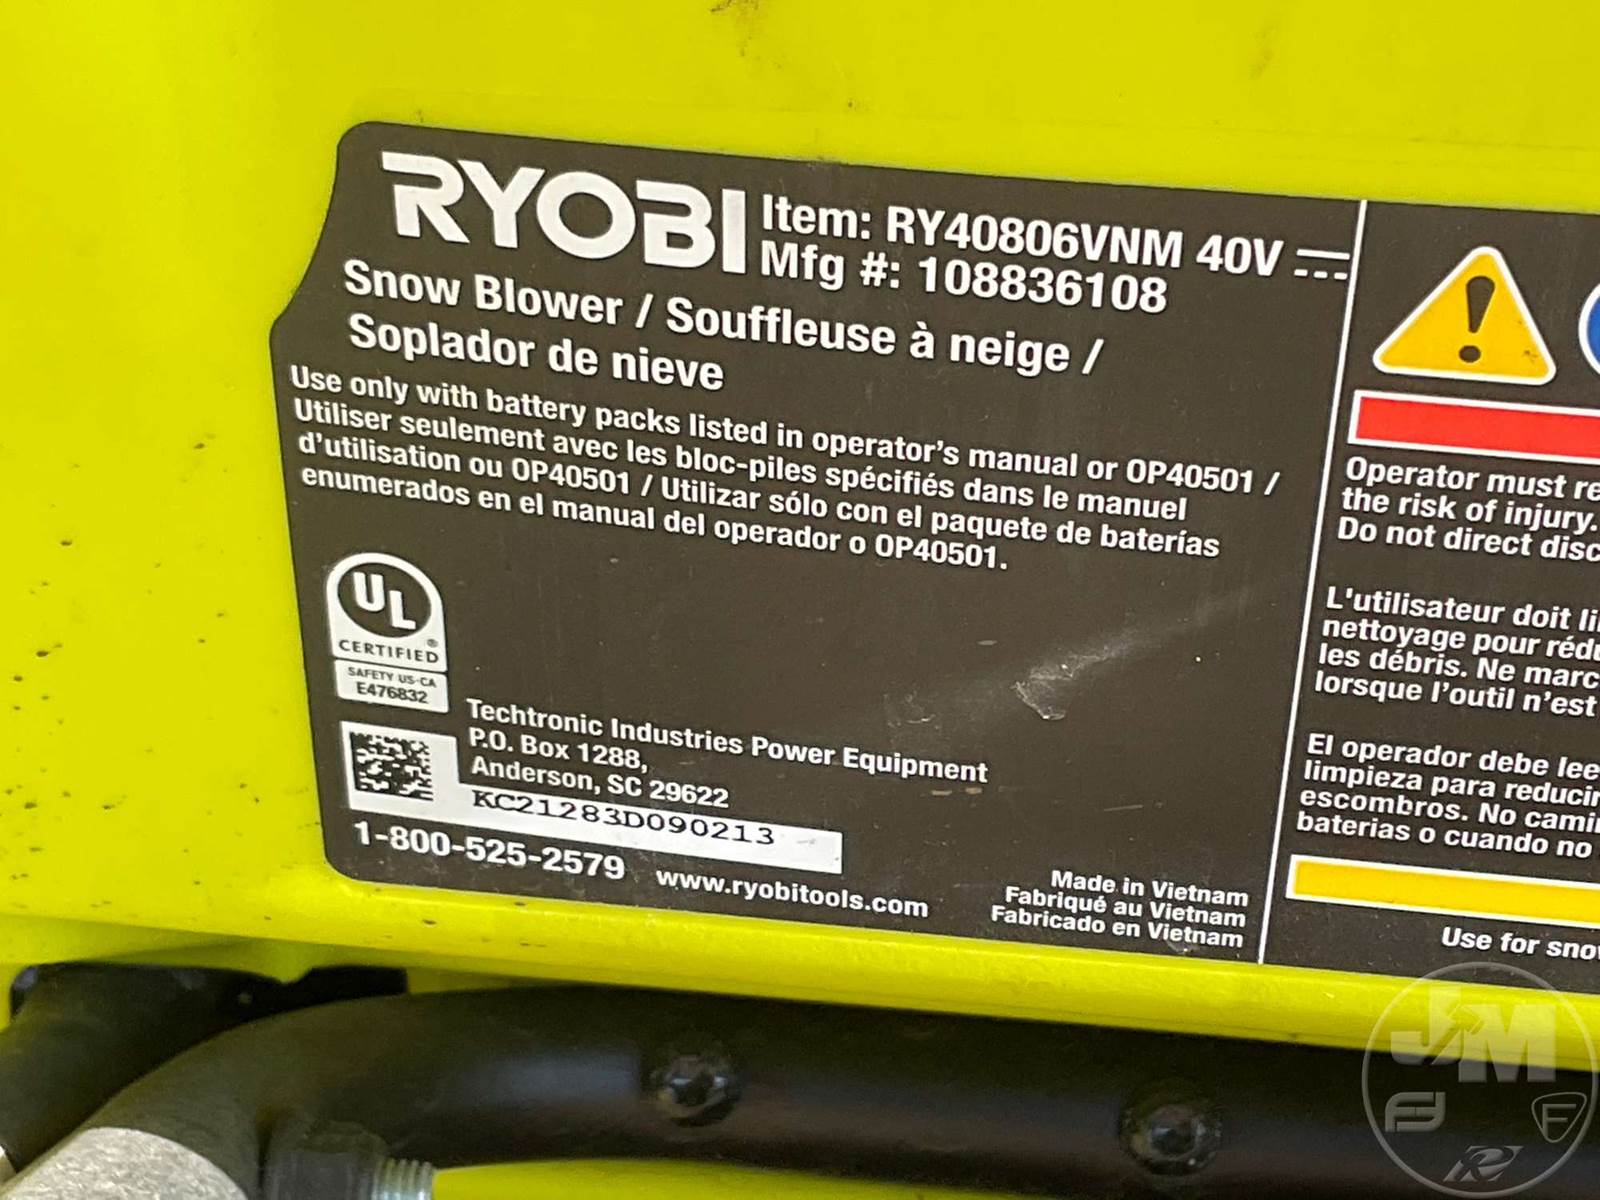 RYOBI
Item: RY40806VNM 40V
Mfg #: 108836108
Snow Blower / Souffleuse à neige /
Soplador de nieve
Use only with battery packs listed in operator's manual or OP40501 /
Utiliser seulement avec les bloc-piles spécifiés dans le manuel
d'utilisation ou OP40501 / Utilizar sólo con el paquete de baterías
enumerados en el manual del operador o OP40501.
UL
®
CERTIFIED
SAFETY US-CA
E476832
Techtronic Industries Power Equipment
P.O. Box 1288,
Anderson, SC 29622
KC21283D090213
1-800-525-2579
www.ryobitools.com
Made in Vietnam
Fabriqué au Vietnam
Fabricado en Vietnam
Operator must re
the risk of injury.
Do not direct disc
L'utilisateur doit li
nettoyage pour rédu
les débris. Ne marc
lorsque l'outil n'est
El operador debe lee
limpieza para reducir
escombros. No cami
baterias o cuando no
Use for sno
JM